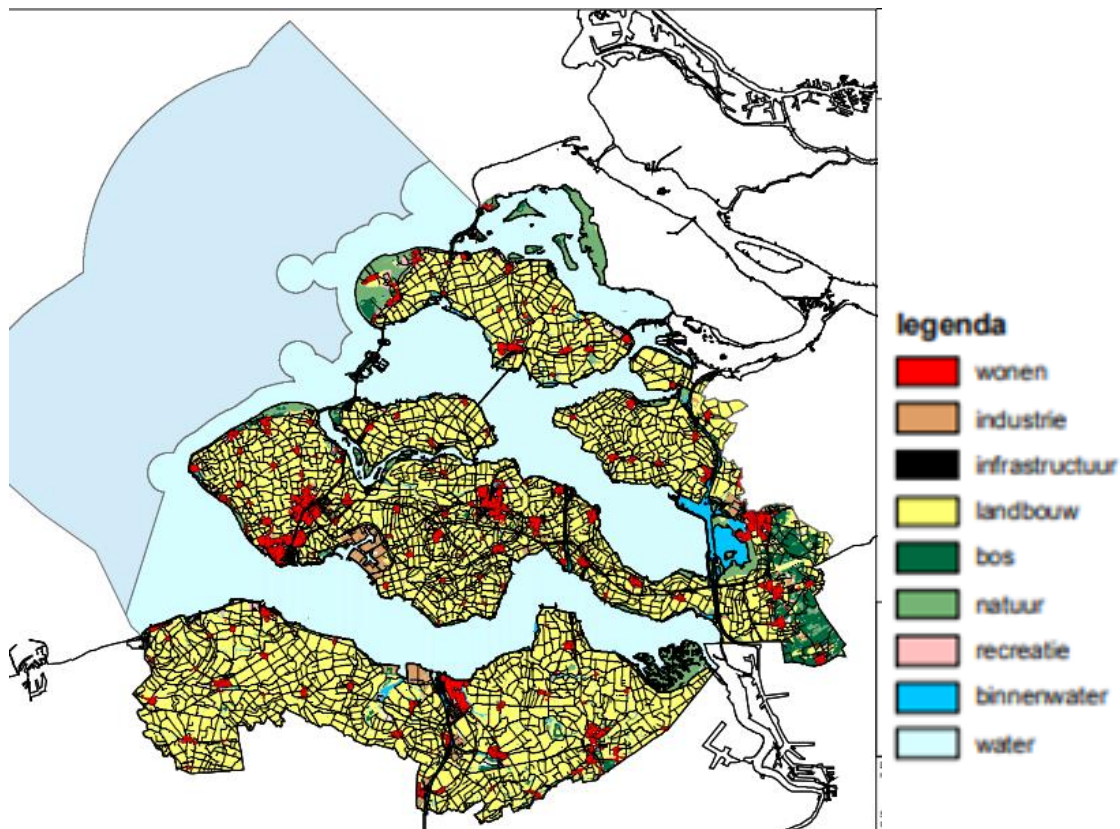 legenda
wonen
industrie
infrastructuur
landbouw
bos
natuur
recreatie
binnenwater
water